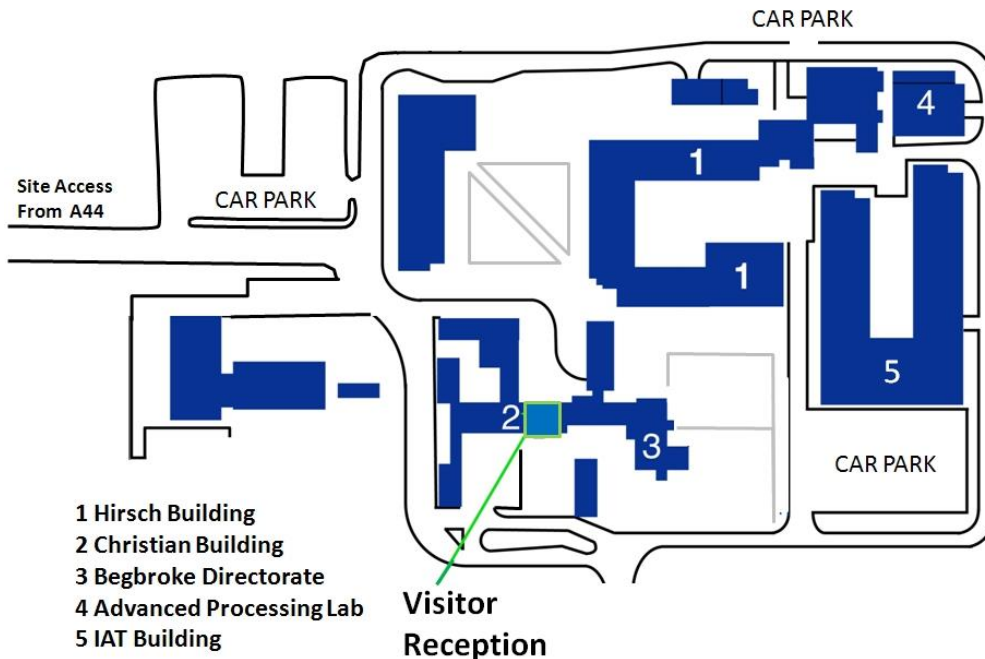 CAR PARK
4
1
Site Access
From A44
CAR PARK
1
5
2
3
CAR PARK
1 Hirsch Building
2 Christian Building
3 Begbroke Directorate
4 Advanced Processing Lab
5 IAT Building
Visitor
Reception